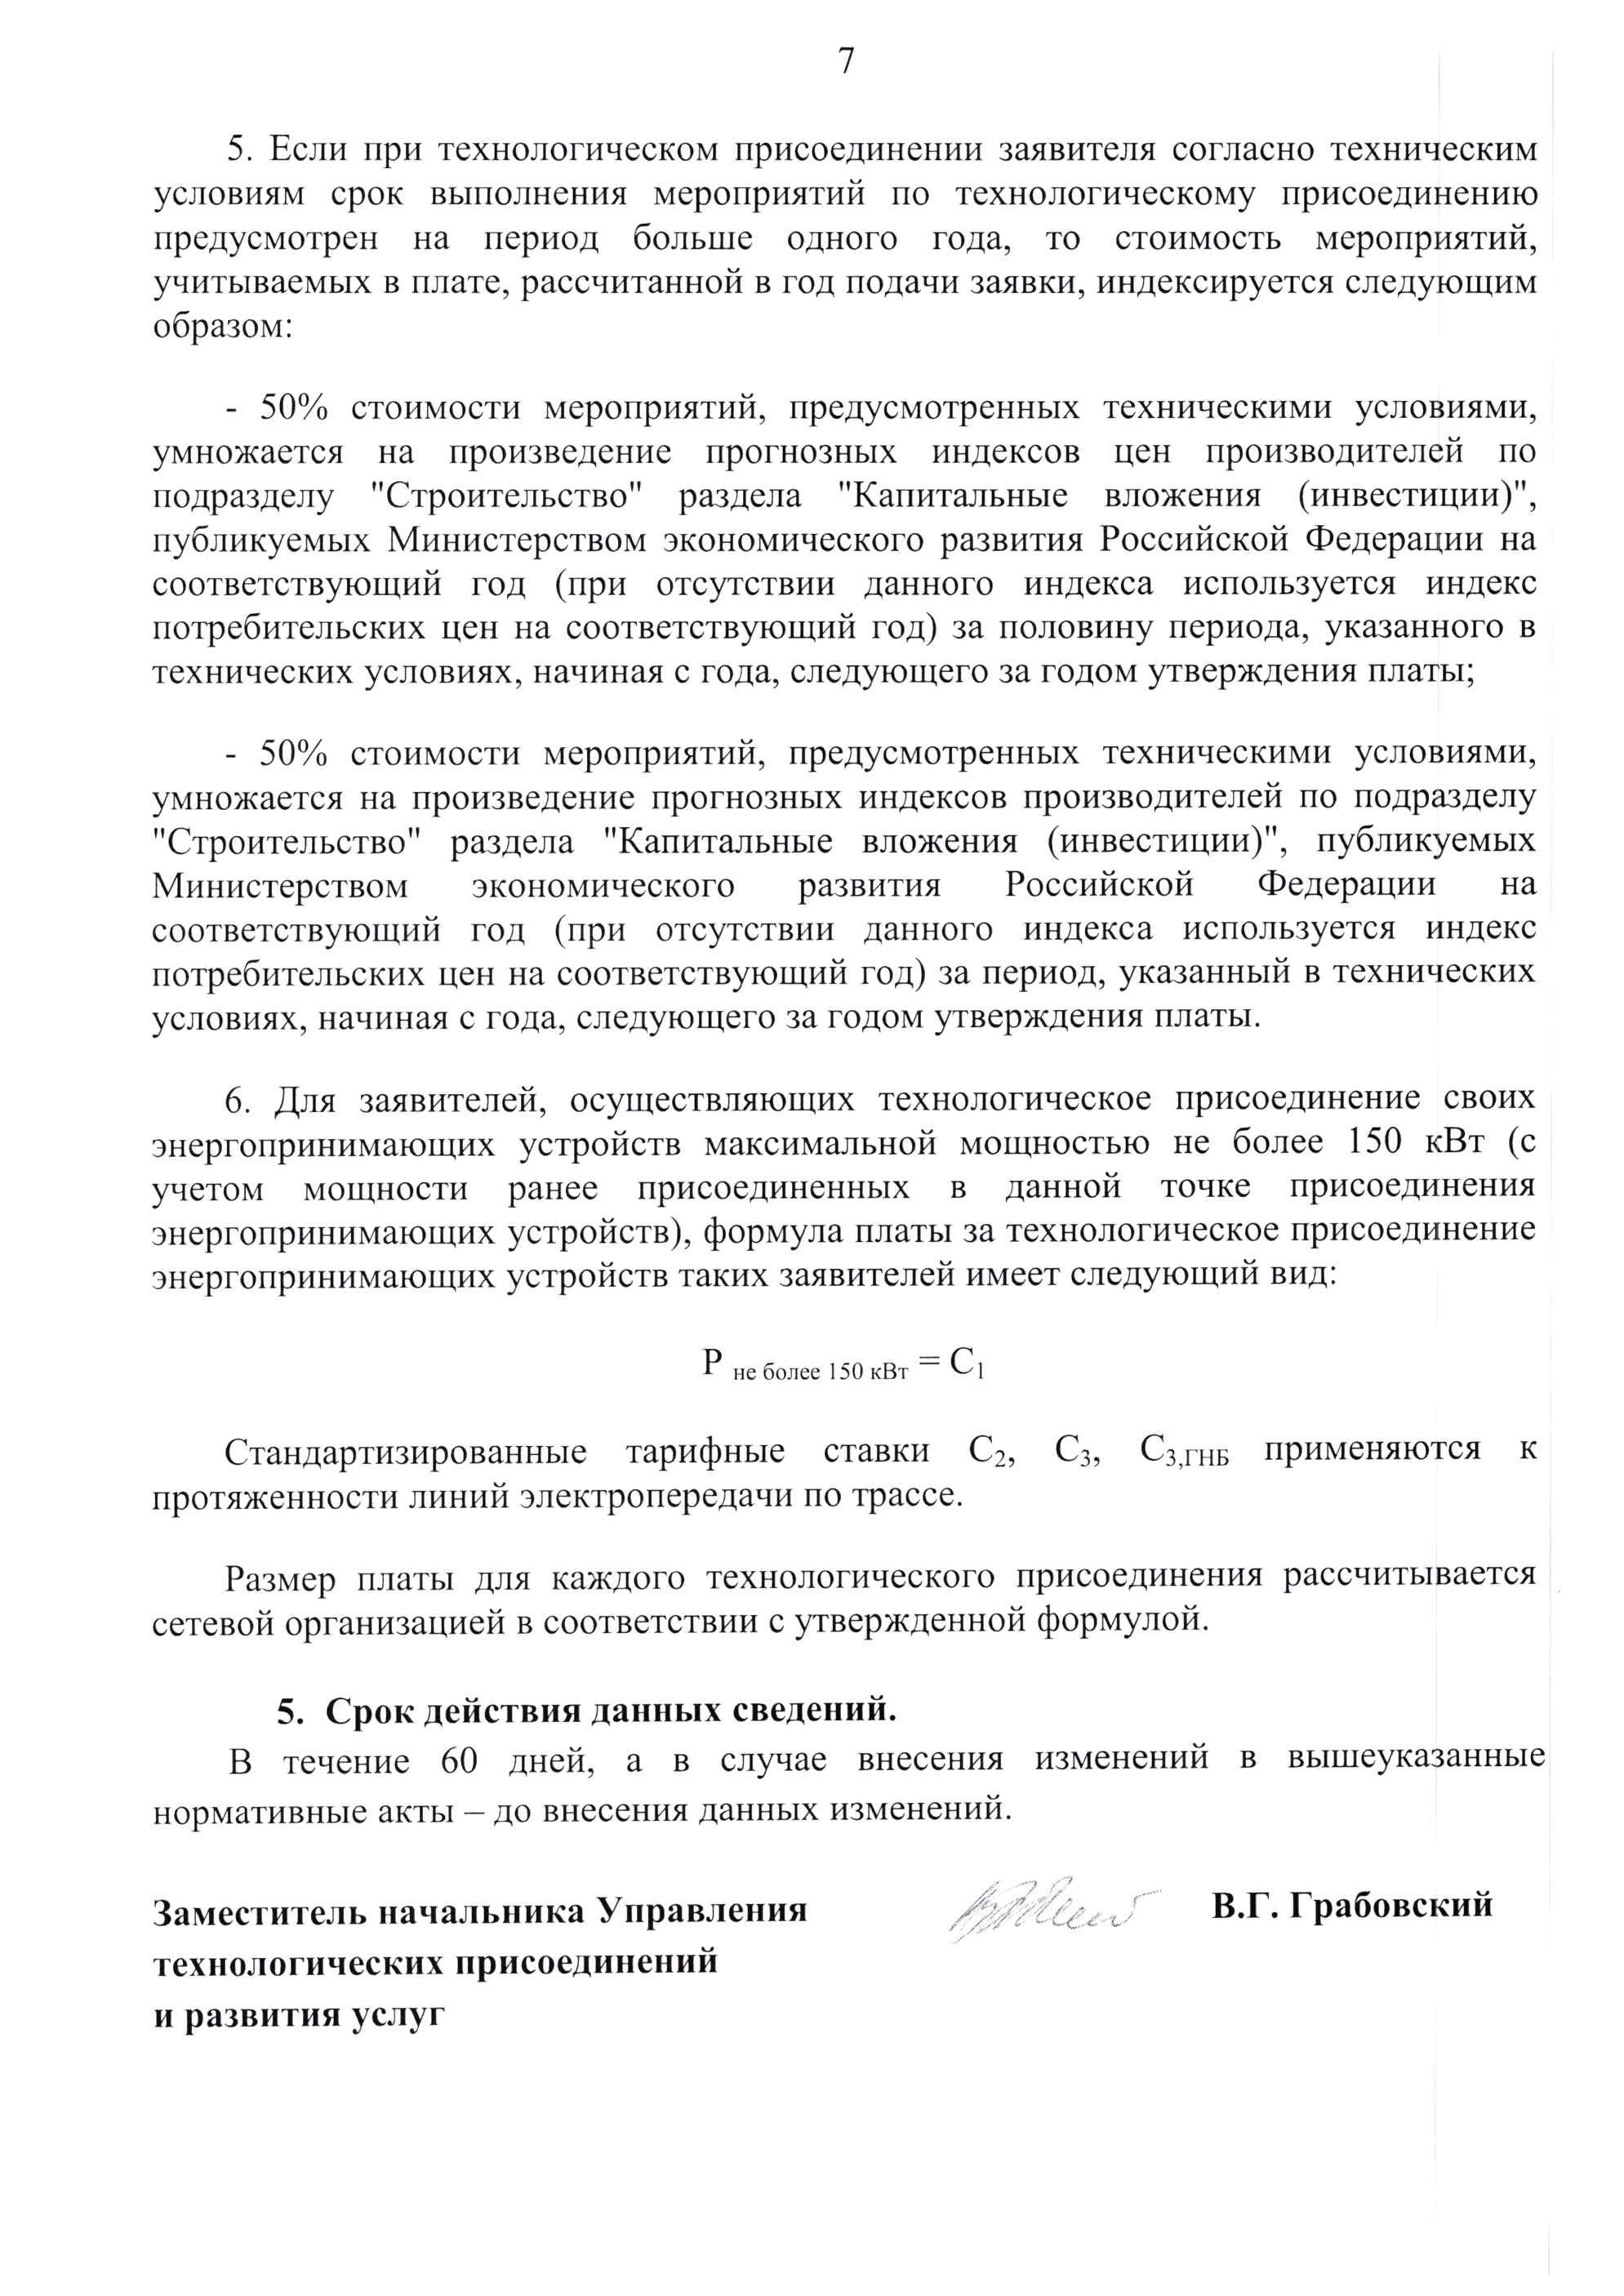 7
5. Если при технологическом присоединении заявителя согласно техническим
условиям срок выполнения мероприятий по технологическому присоединению
предусмотрен на период больше одного года, то стоимость мероприятий,
учитываемых в плате, рассчитанной в год подачи заявки, индексируется следующим
образом:
- 50% стоимости мероприятий, предусмотренных техническими условиями,
умножается на произведение прогнозных индексов цен производителей по
подразделу "Строительство" раздела "Капитальные вложения (инвестиции)",
публикуемых Министерством экономического развития Российской Федерации на
соответствующий год (при отсутствии данного индекса используется индекс
потребительских цен на соответствующий год) за половину периода, указанного в
технических условиях, начиная с года, следующего за годом утверждения платы;
- 50% стоимости мероприятий, предусмотренных техническими условиями,
умножается на произведение прогнозных индексов производителей по подразделу
"Строительство" раздела "Капитальные вложения (инвестиции)", публикуемых
Министерством экономического развития Российской Федерации на
соответствующий год (при отсутствии данного индекса используется индекс
потребительских цен на соответствующий год) за период, указанный в технических
условиях, начиная с года, следующего за годом утверждения платы.
6. Для заявителей, осуществляющих технологическое присоединение своих
энергопринимающих устройств максимальной мощностью не более 150 кВт (с
учетом мощности ранее присоединенных в данной точке присоединения
энергопринимающих устройств), формула платы за технологическое присоединение
энергопринимающих устройств таких заявителей имеет следующий вид:
Р не более 150 кВт = С₁
Стандартизированные тарифные ставки С₂, С₃, С₃,ГНБ применяются к
протяженности линий электропередачи по трассе.
Размер платы для каждого технологического присоединения рассчитывается
сетевой организацией в соответствии с утвержденной формулой.
5. Срок действия данных сведений.
В течение 60 дней, а в случае внесения изменений в вышеуказанные
нормативные акты – до внесения данных изменений.
Заместитель начальника Управления В.Г. Грабовский
технологических присоединений
и развития услуг